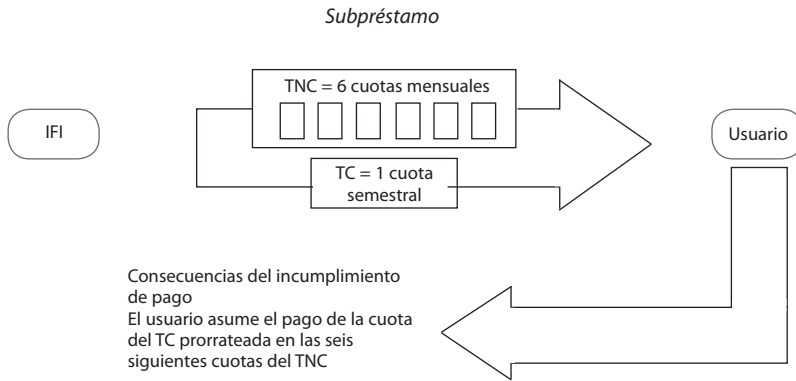 Subpréstamo
TNC = 6 cuotas mensuales
IFI
Usuario
TC = 1 cuota
semestral
Consecuencias del incumplimiento
de pago
El usuario asume el pago de la cuota
del TC prorrateada en las seis
siguientes cuotas del TNC